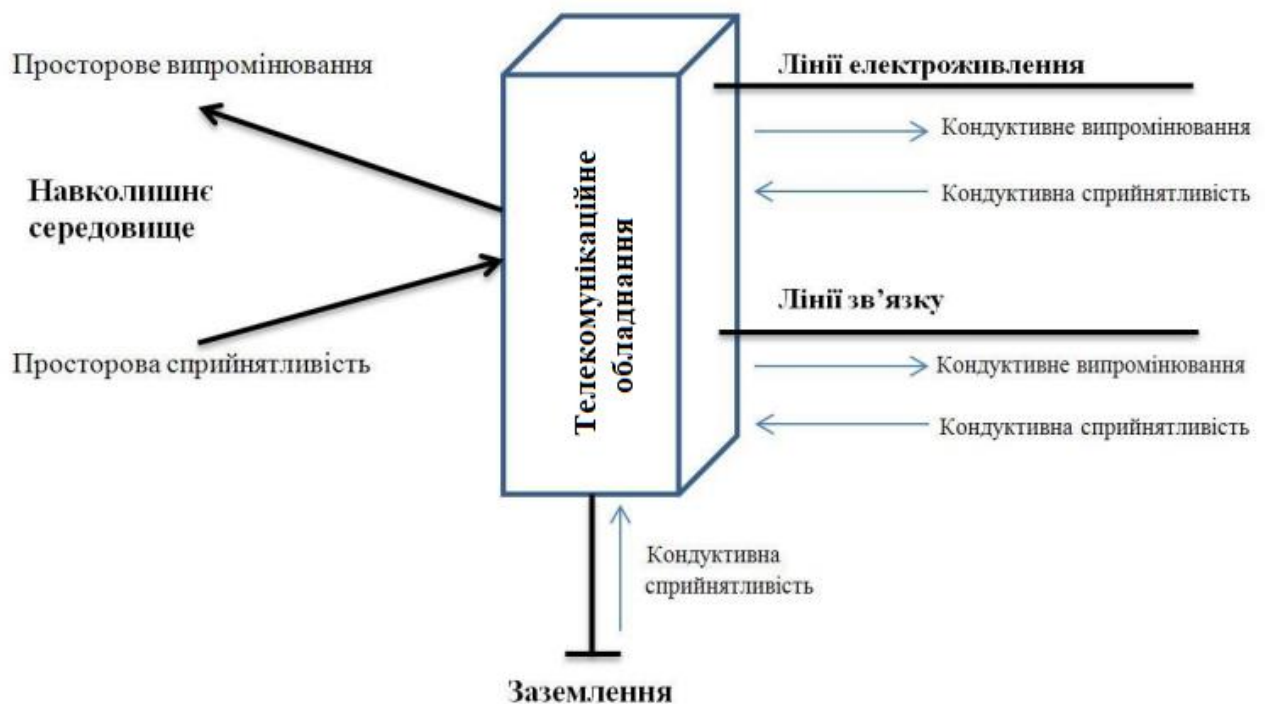 Просторове випромінювання
Навколишнє
середовище
Просторова сприйнятливість
Телекомунікаційне
обладнання
Лінії електроживлення
Кондуктивне випромінювання
Кондуктивна сприйнятливість
Лінії зв’язку
Кондуктивне випромінювання
Кондуктивна сприйнятливість
Кондуктивна
сприйнятливість
Заземлення